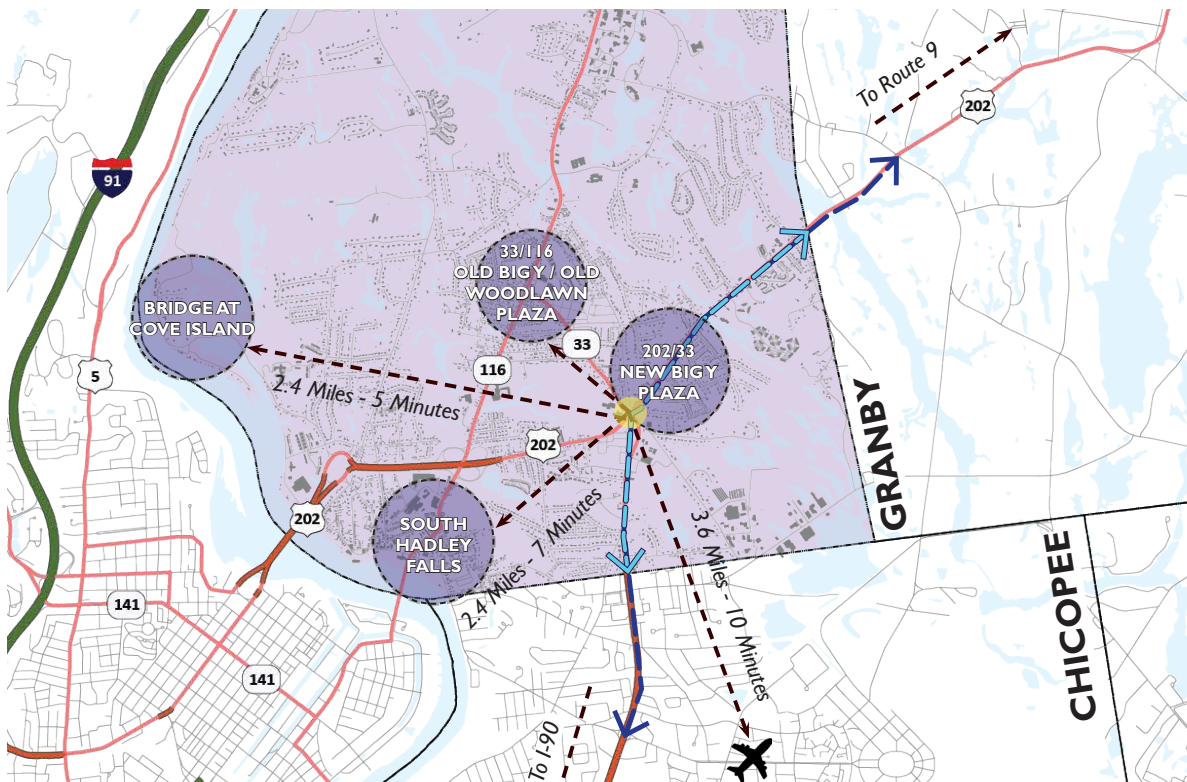 To Route 9
202
91
33/116
OLD BIG Y / OLD
WOODLAWN
PLAZA
BRIDGE AT
COVE ISLAND
33
202/33
NEW BIG Y
PLAZA
5
116
2.4 Miles - 5 Minutes
202
GRANBY
202
SOUTH
HADLEY
FALLS
2.4 Miles - 7 Minutes
3.6 Miles - 10 Minutes
CHICOPEE
141
141
To I-90